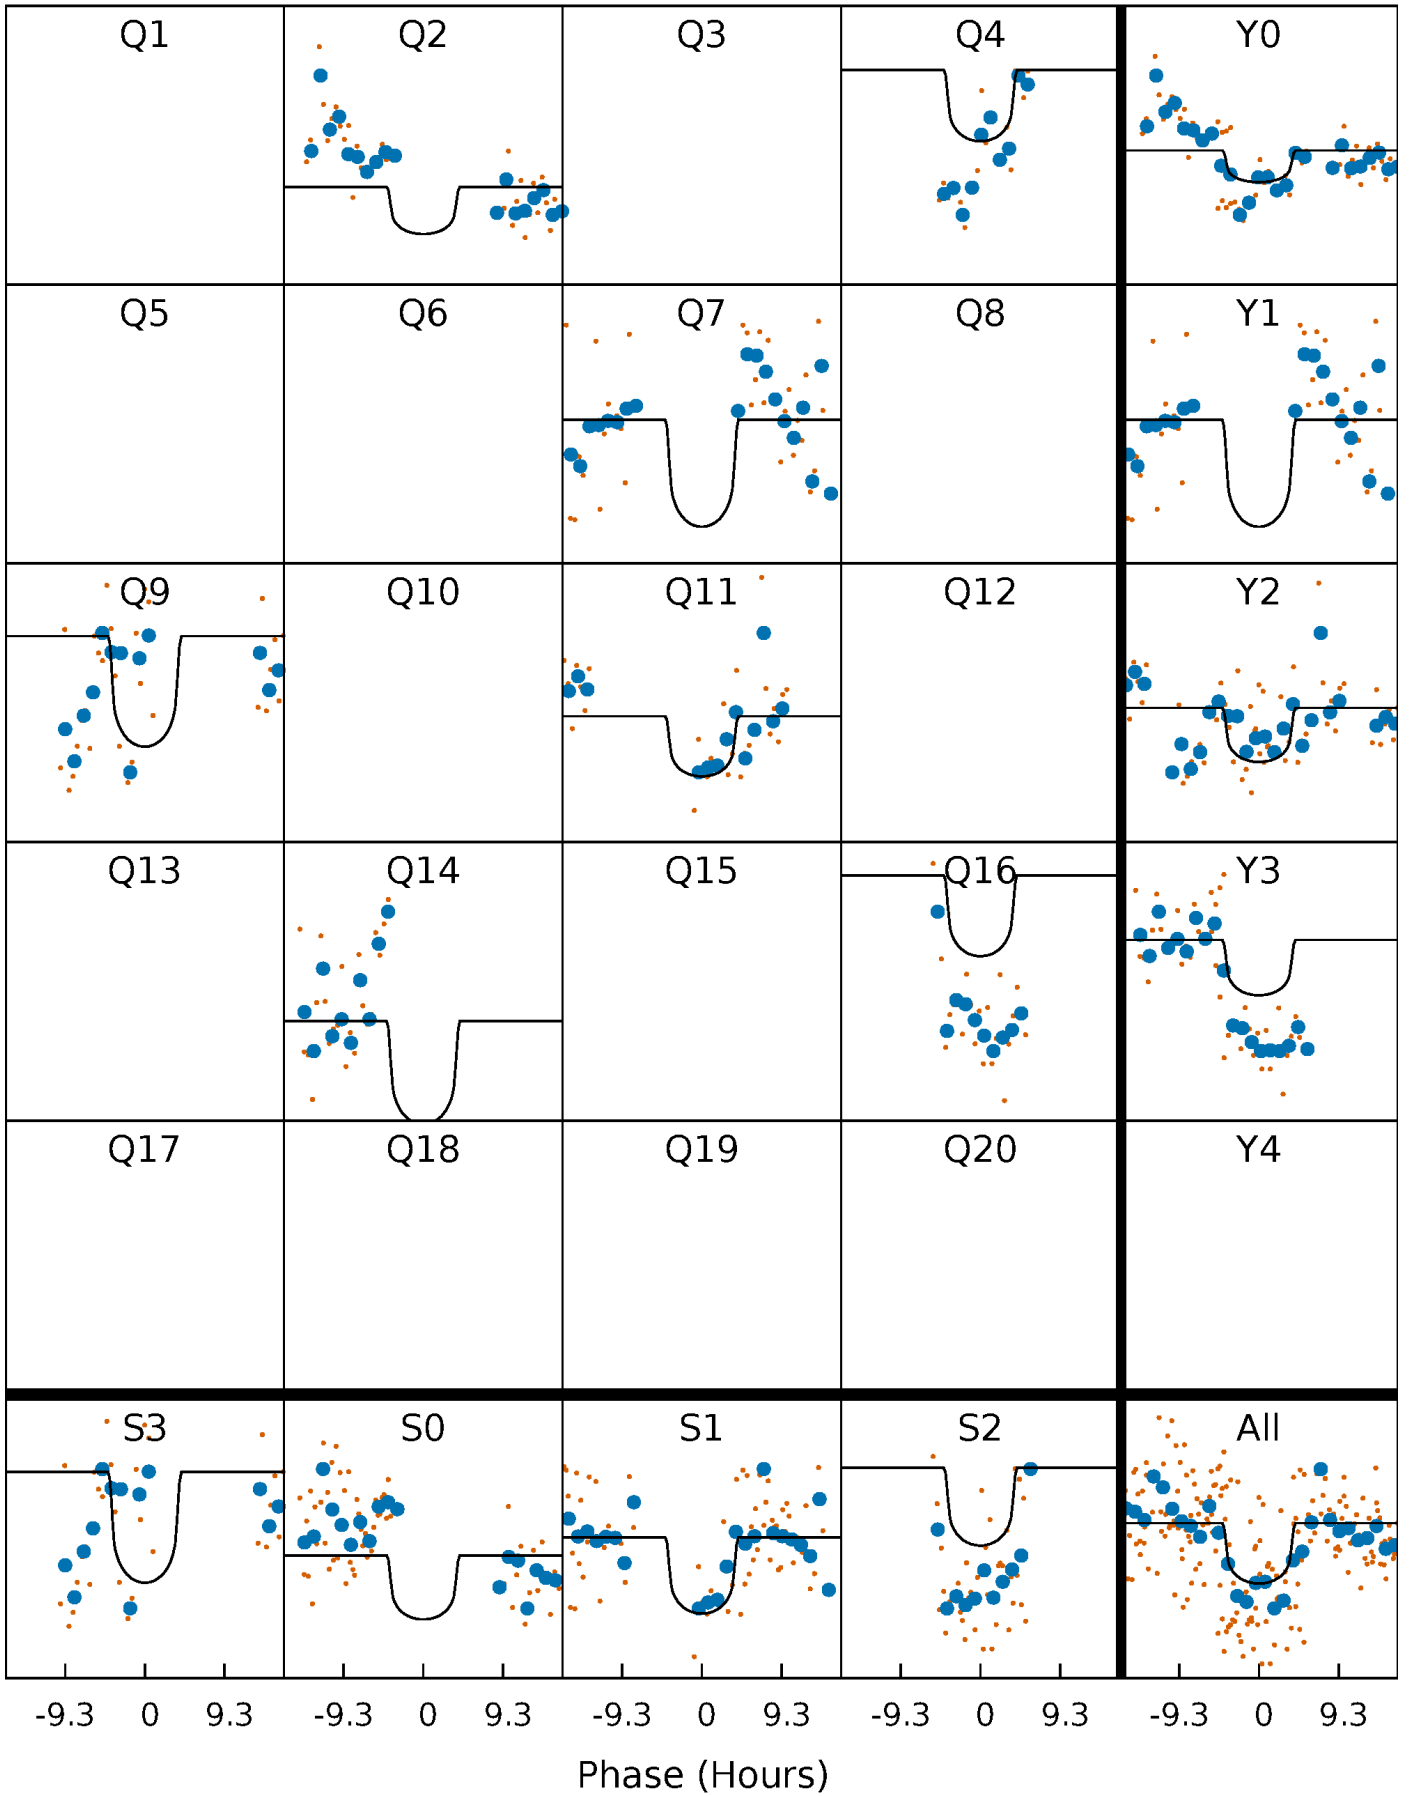 Q1 Q2 Q3 Q4 Y0
Q5 Q6 Q7 Q8 Y1
Q9 Q10 Q11 Q12 Y2
Q13 Q14 Q15 Q16 Y3
Q17 Q18 Q19 Q20 Y4
S3 S0 S1 S2 All
-9.3 0 9.3 -9.3 0 9.3 -9.3 0 9.3 -9.3 0 9.3 -9.3 0 9.3
Phase (Hours)